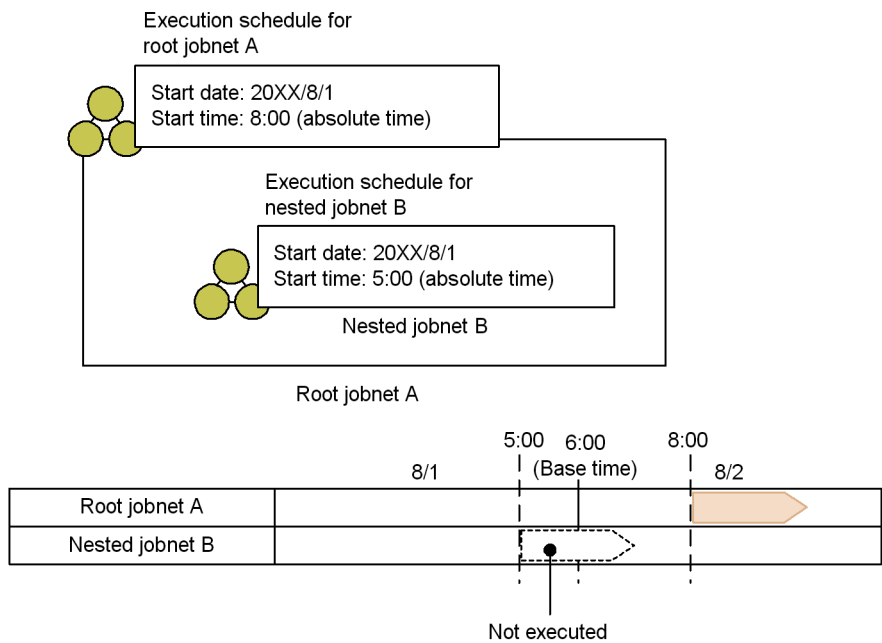 Execution schedule for
root jobnet A
Start date: 20XX/8/1
Start time: 8:00 (absolute time)
Execution schedule for
nested jobnet B
Start date: 20XX/8/1
Start time: 5:00 (absolute time)
Nested jobnet B
Root jobnet A
5:00 6:00 8:00
8/1 (Base time) 8/2
Root jobnet A
Nested jobnet B
Not executed